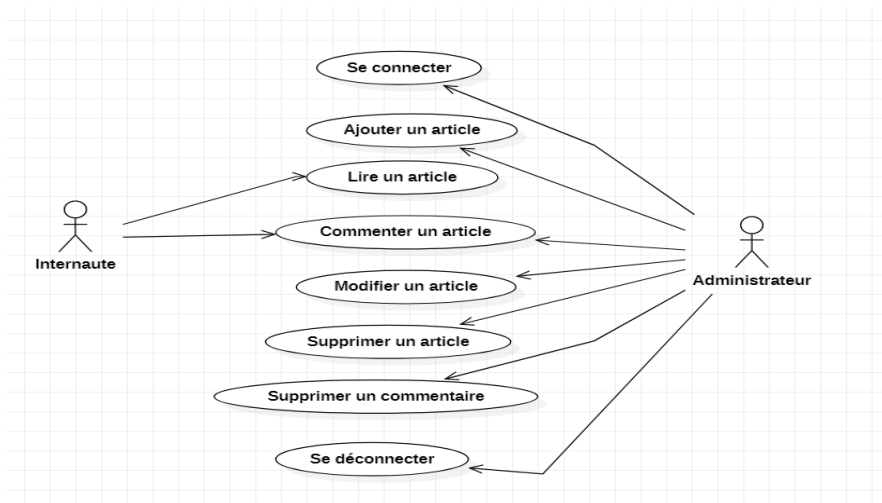 Se connecter
Ajouter un article
Lire un article
Commenter un article
Internaute
Administrateur
Modifier un article
Supprimer un article
Supprimer un commentaire
Se déconnecter